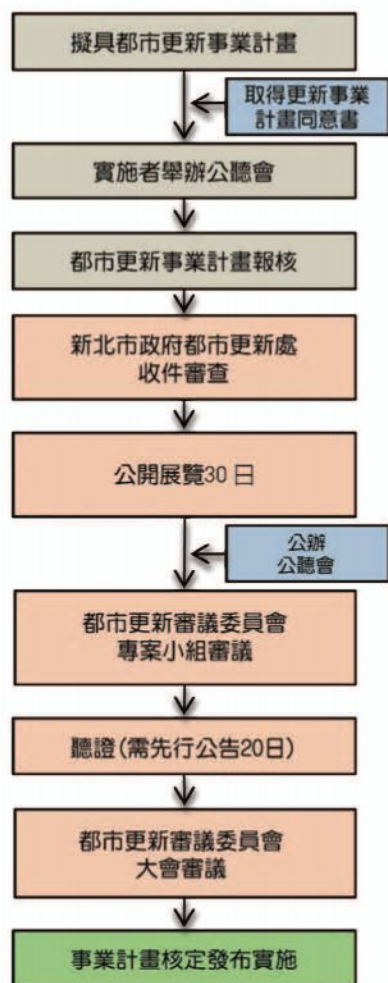 擬具都市更新事業計畫
取得更新事業
計畫同意書
實施者舉辦公聽會
都市更新事業計畫報核
新北市政府都市更新處
收件審查
公開展覽30日
公辦
公聽會
都市更新審議委員會
專案小組審議
聽證(需先行公告20日)
都市更新審議委員會
大會審議
事業計畫核定發布實施